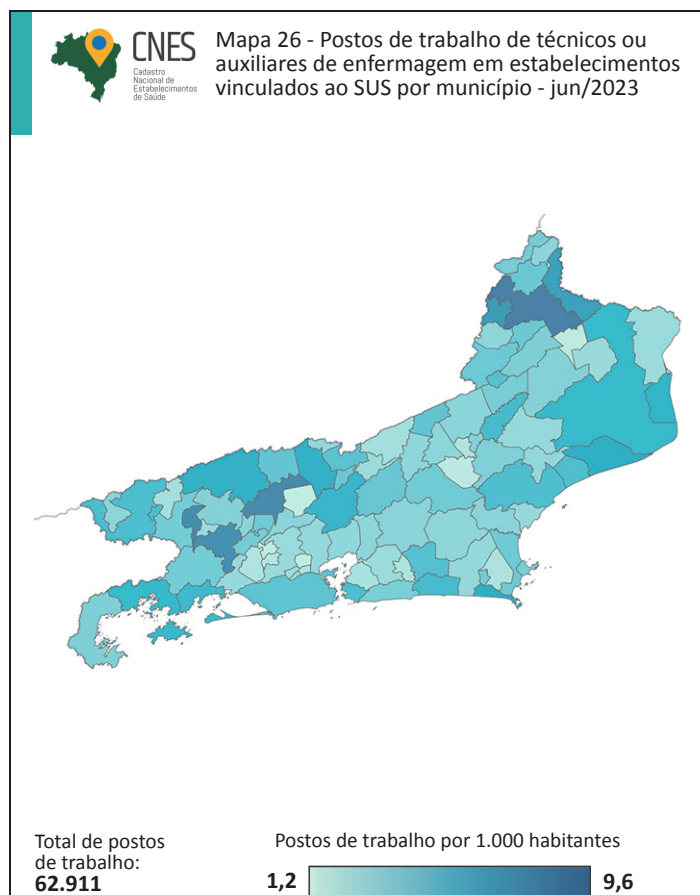 CNES
Cadastro
Nacional de
Estabelecimentos
de Saúde
Mapa 26 - Postos de trabalho de técnicos ou
auxiliares de enfermagem em estabelecimentos
vinculados ao SUS por município - jun/2023
Total de postos
de trabalho:
62.911
Postos de trabalho por 1.000 habitantes
1,2
9,6